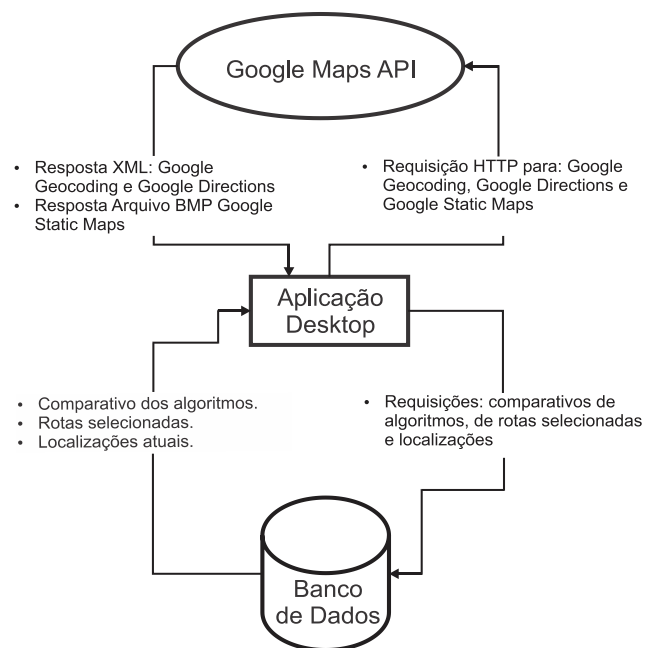 Google Maps API
• Resposta XML: Google
Geocoding e Google Directions
• Resposta Arquivo BMP Google
Static Maps
• Requisição HTTP para: Google
Geocoding, Google Directions e
Google Static Maps
Aplicação
Desktop
• Comparativo dos algoritmos.
• Rotas selecionadas.
• Localizações atuais.
• Requisições: comparativos de
algoritmos, de rotas selecionadas
e localizações
Banco
de Dados